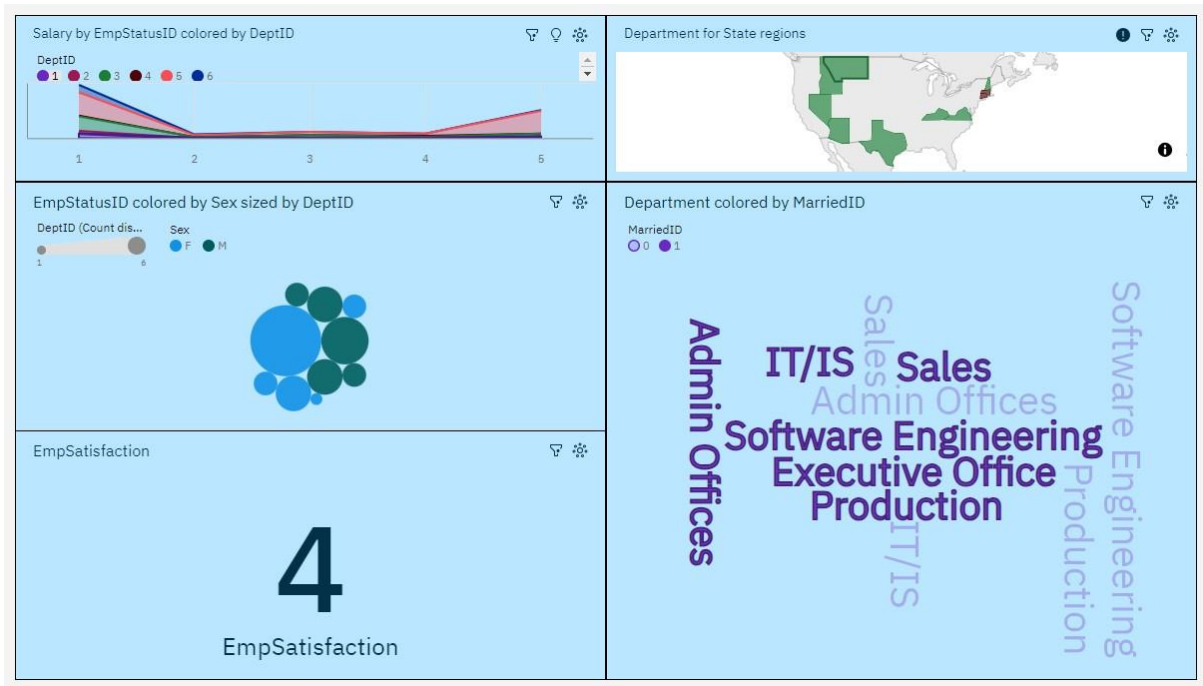 Salary by EmpStatusID colored by DeptID
DeptID
1 2 3 4 5 6
1 2 3 4 5
Department for State regions
EmpStatusID colored by Sex sized by DeptID
DeptID (Count dis...
1 6
Sex
F M
Department colored by MarriedID
MarriedID
0 1
Admin Offices
IT/IS
Sales
Sales
Admin Offices
Software Engineering
Executive Office
Production
IT/IS
Production
Software Engineering
EmpSatisfaction
4
EmpSatisfaction